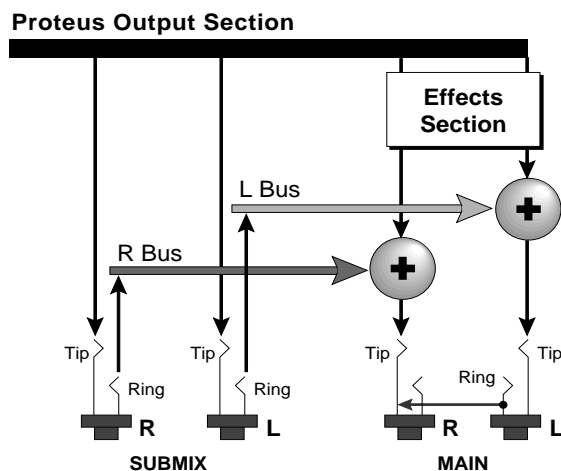 Proteus Output Section
Effects
Section
L Bus
+
R Bus
+
Tip
Tip
Tip
Tip
Ring
Ring
Ring
R
L
R
L
SUBMIX
MAIN